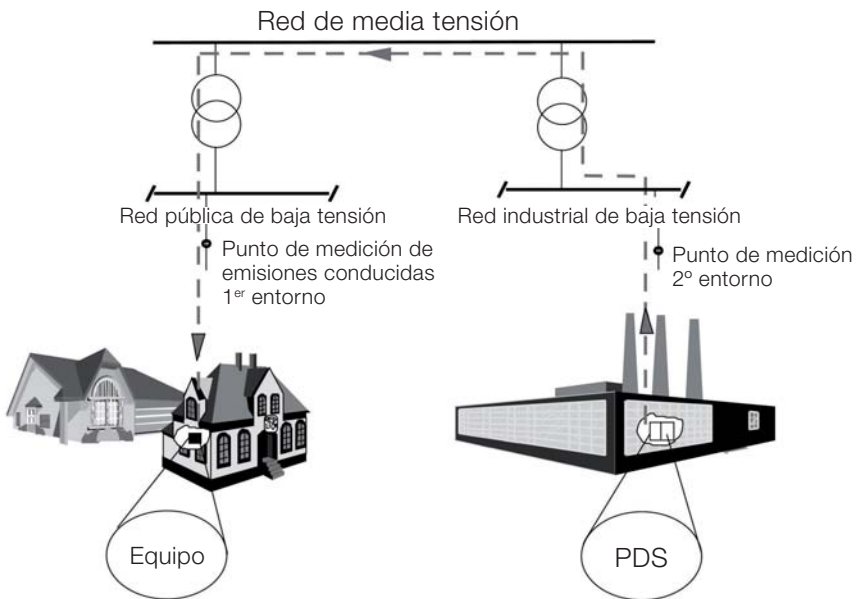 Red de media tensión
Red pública de baja tensión
Red industrial de baja tensión
Punto de medición de
emisiones conducidas
1er entorno
Punto de medición
2º entorno
Equipo
PDS